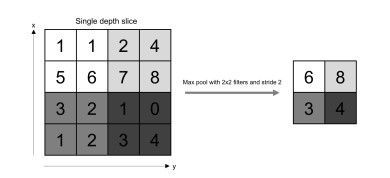 Single depth slice
x
1 1 2 4
5 6 7 8
3 2 1 0
1 2 3 4
y
Max pool with 2x2 filters and stride 2
6 8
3 4